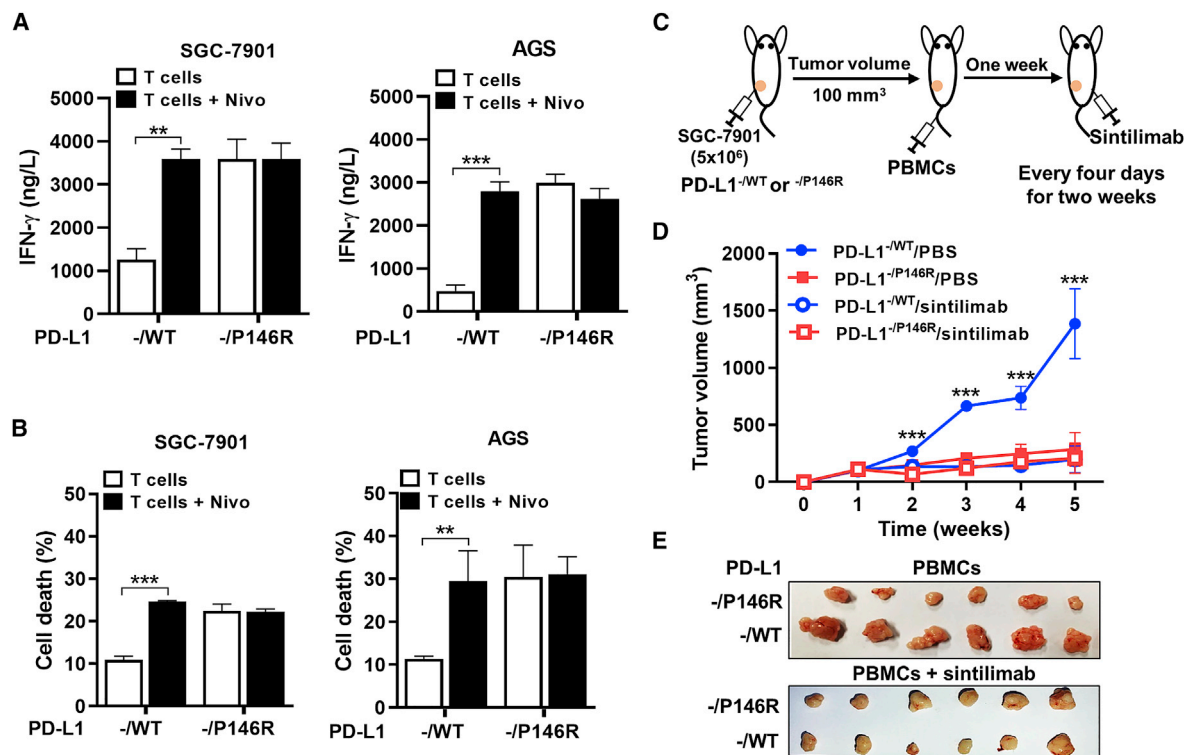 A
SGC-7901
T cells
T cells + Nivo
IFN-γ (ng/L)
5000
4000
3000
2000
1000
0
**
PD-L1
-/WT
-/P146R
AGS
T cells
T cells + Nivo
IFN-γ (ng/L)
5000
4000
3000
2000
1000
0
***
-/WT
-/P146R
B
SGC-7901
T cells
T cells + Nivo
Cell death (%)
50
40
30
20
10
0
***
PD-L1
-/WT
-/P146R
AGS
T cells
T cells + Nivo
Cell death (%)
50
40
30
20
10
0
**
-/WT
-/P146R
C
Tumor volume
100 mm³
One week
SGC-7901
(5x10⁶)
PD-L1⁻/ᵂᵀ or ⁻/ᴾ¹⁴⁶ᴿ
PBMCs
Sintilimab
Every four days
for two weeks
D
PD-L1⁻/ᵂᵀ/PBS
PD-L1⁻/ᴾ¹⁴⁶ᴿ/PBS
PD-L1⁻/ᵂᵀ/sintilimab
PD-L1⁻/ᴾ¹⁴⁶ᴿ/sintilimab
Tumor volume (mm³)
2000
1500
1000
500
0
*** *** *** ***
0 1 2 3 4 5
Time (weeks)
E
PD-L1
PBMCs
-/P146R
-/WT
PBMCs + sintilimab
-/P146R
-/WT